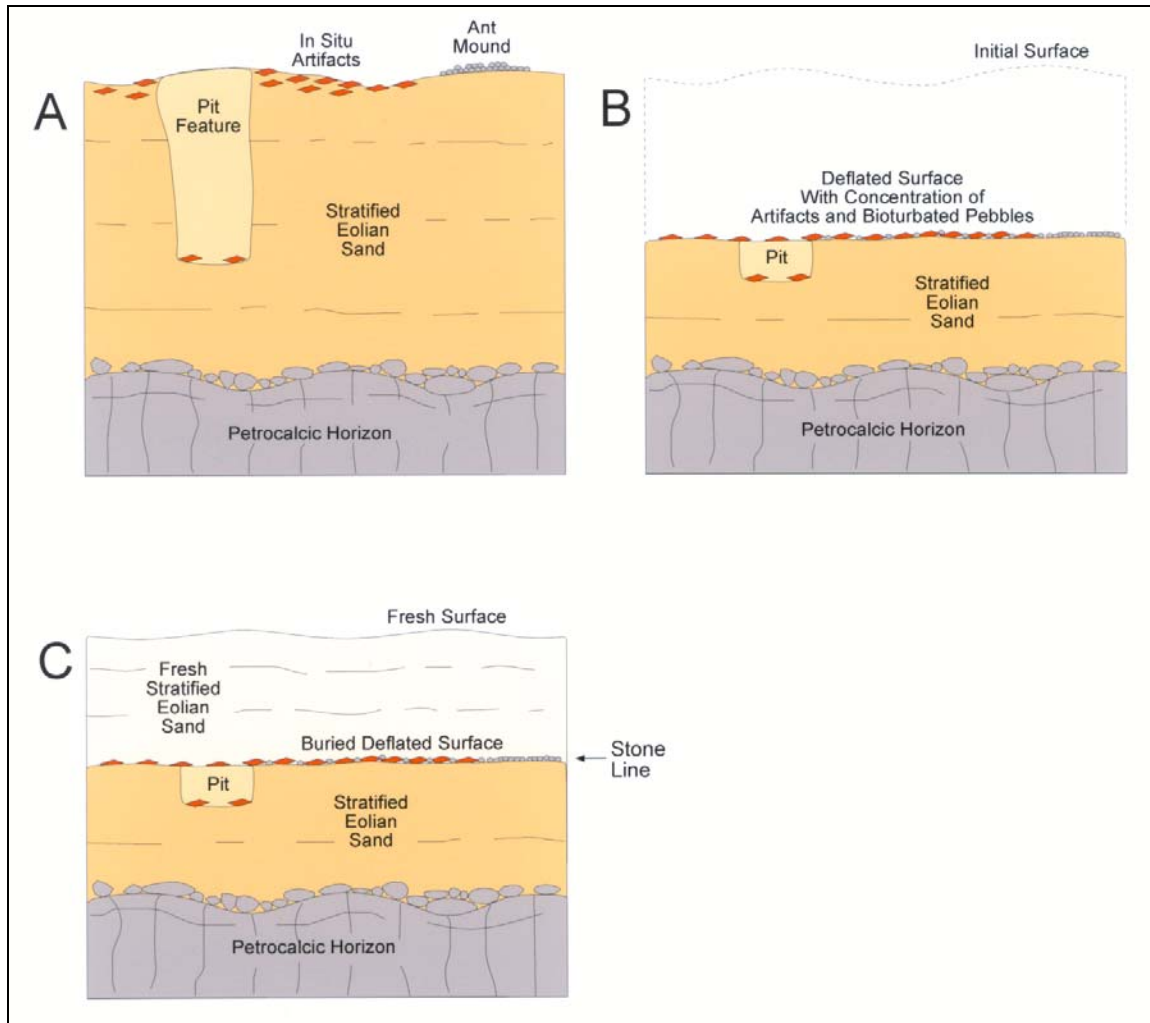 A
In Situ
Artifacts
Ant
Mound
Pit
Feature
Stratified
Eolian
Sand
Petrocalcic Horizon
B
Initial Surface
Deflated Surface
With Concentration of
Artifacts and Bioturbated Pebbles
Pit
Stratified
Eolian
Sand
Petrocalcic Horizon
C
Fresh Surface
Fresh
Stratified
Eolian
Sand
Buried Deflated Surface
Stone
Line
Pit
Stratified
Eolian
Sand
Petrocalcic Horizon